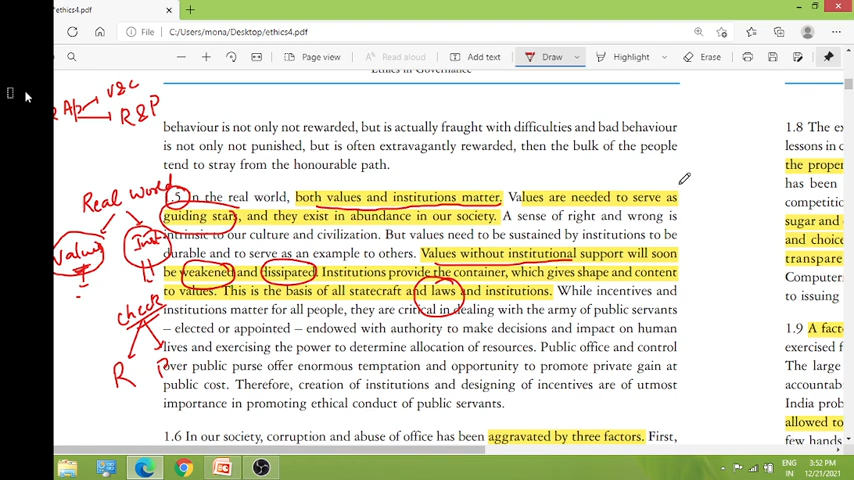 ethics4.pdf
File C:/Users/mona/Desktop/ethics4.pdf
Page view Read aloud Add text Draw Highlight Erase
Ethics in Governance
A/p
V&C
R&P
behaviour is not only not rewarded, but is actually fraught with difficulties and bad behaviour
is not only not punished, but is often extravagantly rewarded, then the bulk of the people
tend to stray from the honourable path.
Real world
Values
Inst
check
R
P
.5 In the real world, both values and institutions matter. Values are needed to serve as
guiding stars, and they exist in abundance in our society. A sense of right and wrong is
intrinsic to our culture and civilization. But values need to be sustained by institutions to be
durable and to serve as an example to others. Values without institutional support will soon
be weakened and dissipated. Institutions provide the container, which gives shape and content
to values. This is the basis of all statecraft and laws and institutions. While incentives and
institutions matter for all people, they are critical in dealing with the army of public servants
– elected or appointed – endowed with authority to make decisions and impact on human
lives and exercising the power to determine allocation of resources. Public office and control
over public purse offer enormous temptation and opportunity to promote private gain at
public cost. Therefore, creation of institutions and designing of incentives are of utmost
importance in promoting ethical conduct of public servants.
1.6 In our society, corruption and abuse of office has been aggravated by three factors. First,
1.8 The ex
lessons in c
the proper
has been
competitio
sugar and
and choice
transpare
Computer
to issuing
1.9 A fact
exercised f
The large
accountab
India prob
allowed to
few hands
ENG
IN
3:52 PM
12/21/2021